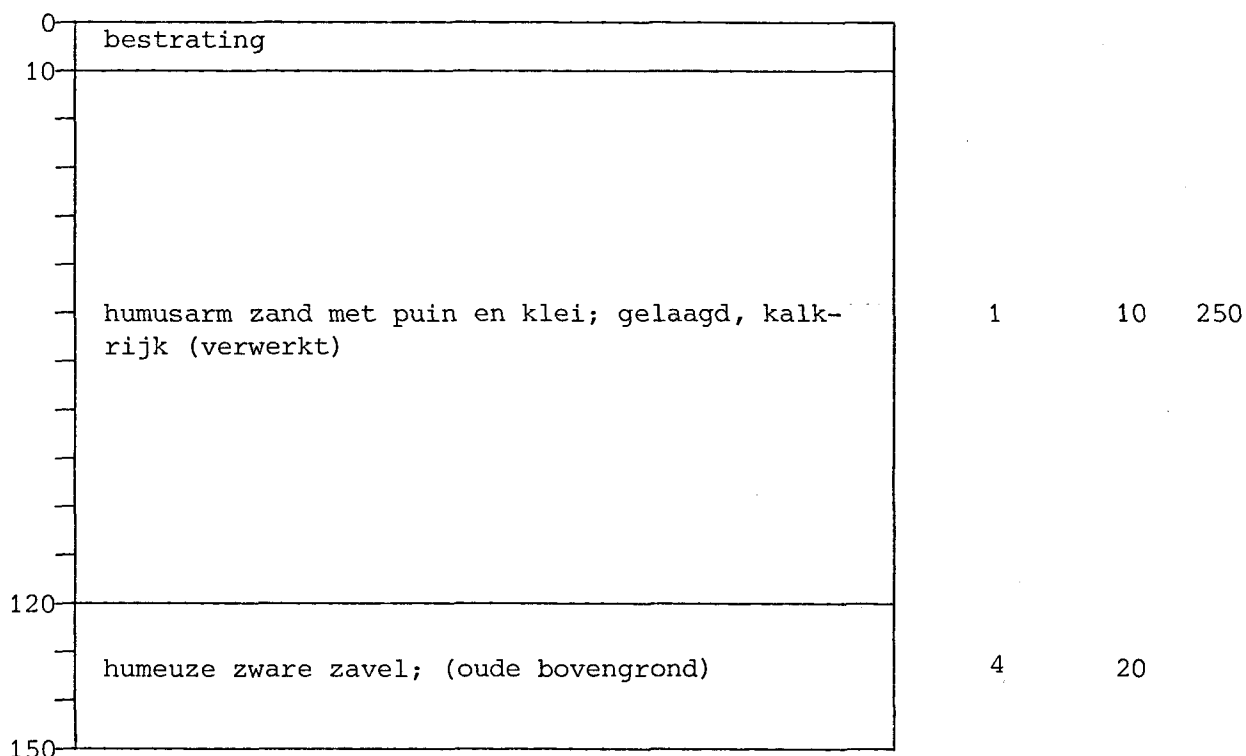 0
bestrating
10
humusarm zand met puin en klei; gelaagd, kalk- 1 10 250
rijk (verwerkt)
120
humeuze zware zavel; (oude bovengrond) 4 20
150